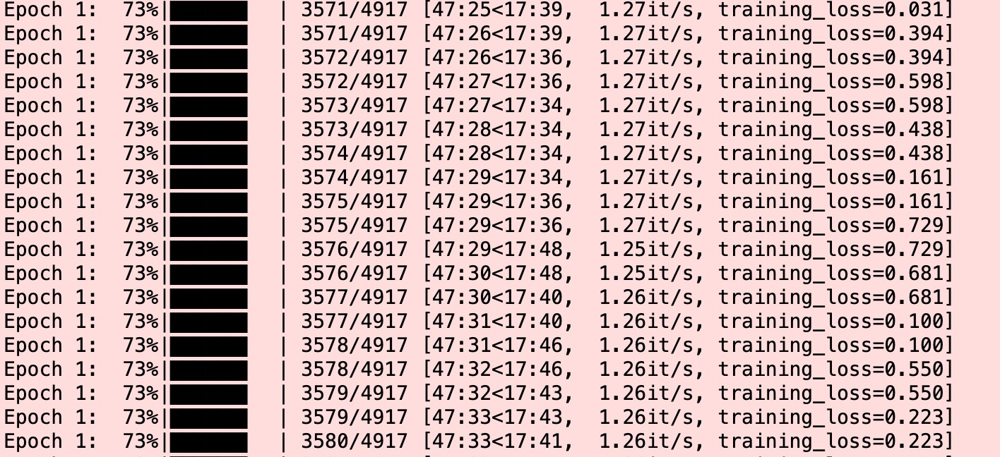 Epoch 1:  73%|███████   | 3571/4917 [47:25<17:39,  1.27it/s, training_loss=0.031]
Epoch 1:  73%|███████   | 3571/4917 [47:26<17:39,  1.27it/s, training_loss=0.394]
Epoch 1:  73%|███████   | 3572/4917 [47:26<17:36,  1.27it/s, training_loss=0.394]
Epoch 1:  73%|███████   | 3572/4917 [47:27<17:36,  1.27it/s, training_loss=0.598]
Epoch 1:  73%|███████   | 3573/4917 [47:27<17:34,  1.27it/s, training_loss=0.598]
Epoch 1:  73%|███████   | 3573/4917 [47:28<17:34,  1.27it/s, training_loss=0.438]
Epoch 1:  73%|███████   | 3574/4917 [47:28<17:34,  1.27it/s, training_loss=0.438]
Epoch 1:  73%|███████   | 3574/4917 [47:29<17:34,  1.27it/s, training_loss=0.161]
Epoch 1:  73%|███████   | 3575/4917 [47:29<17:36,  1.27it/s, training_loss=0.161]
Epoch 1:  73%|███████   | 3575/4917 [47:29<17:36,  1.27it/s, training_loss=0.729]
Epoch 1:  73%|███████   | 3576/4917 [47:29<17:48,  1.25it/s, training_loss=0.729]
Epoch 1:  73%|███████   | 3576/4917 [47:30<17:48,  1.25it/s, training_loss=0.681]
Epoch 1:  73%|███████   | 3577/4917 [47:30<17:40,  1.26it/s, training_loss=0.681]
Epoch 1:  73%|███████   | 3577/4917 [47:31<17:40,  1.26it/s, training_loss=0.100]
Epoch 1:  73%|███████   | 3578/4917 [47:31<17:46,  1.26it/s, training_loss=0.100]
Epoch 1:  73%|███████   | 3578/4917 [47:32<17:46,  1.26it/s, training_loss=0.550]
Epoch 1:  73%|███████   | 3579/4917 [47:32<17:43,  1.26it/s, training_loss=0.550]
Epoch 1:  73%|███████   | 3579/4917 [47:33<17:43,  1.26it/s, training_loss=0.223]
Epoch 1:  73%|███████   | 3580/4917 [47:33<17:41,  1.26it/s, training_loss=0.223]